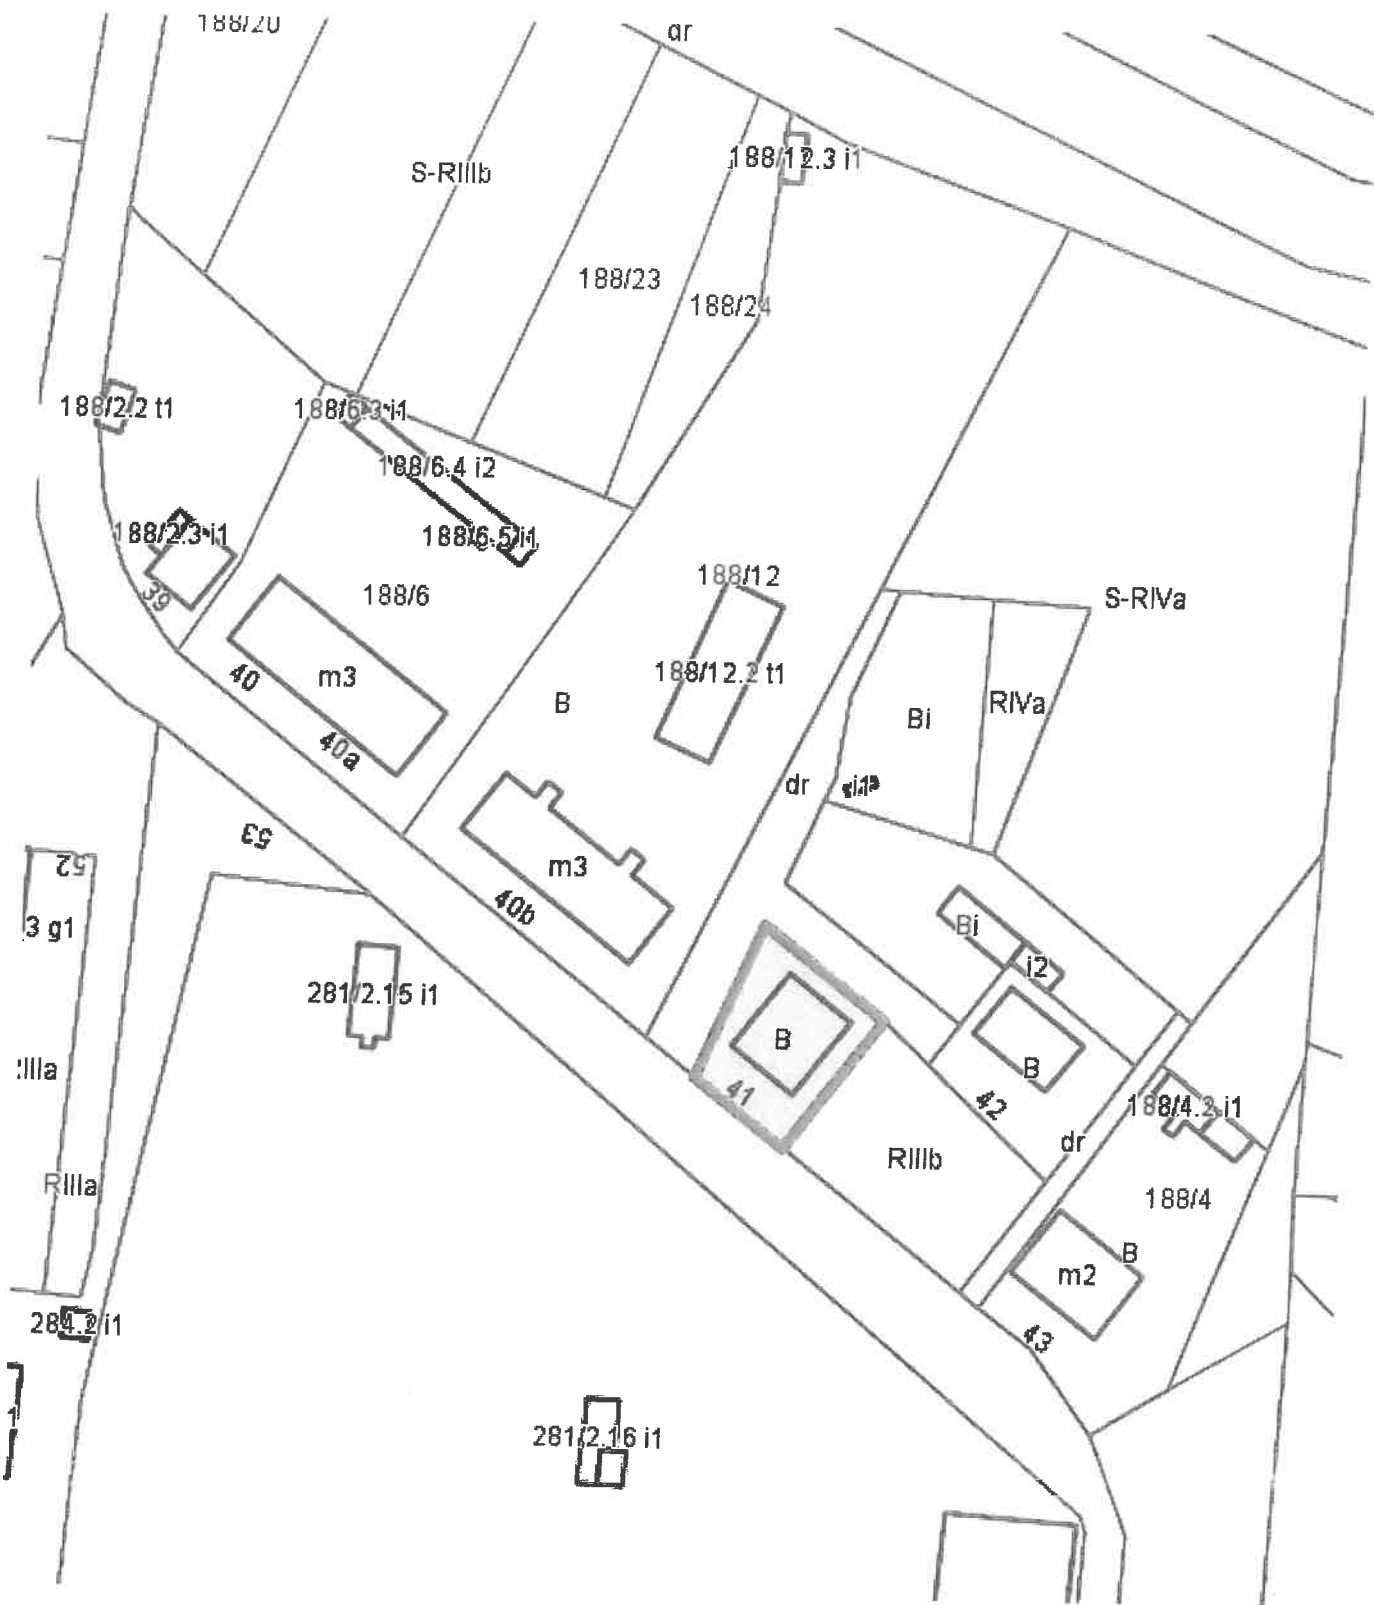 188/20
dr
188/12.3 i1
S-RIIIb
188/23
188/24
188/2.2 t1
188/6.3 i1
188/6.4 i2
188/2.3 i1
188/6.5 i1
39
188/6
188/12
S-RIVa
40
m3
188/12.2 t1
B
Bi
RIVa
40a
dr
i1
53
52
m3
40b
3 g1
Bi
i2
281/2.15 i1
B
B
41
42
188/4.2 i1
IIIa
dr
RIIIb
RIIIa
188/4
B
m2
284.2 i1
43
281/2.16 i1